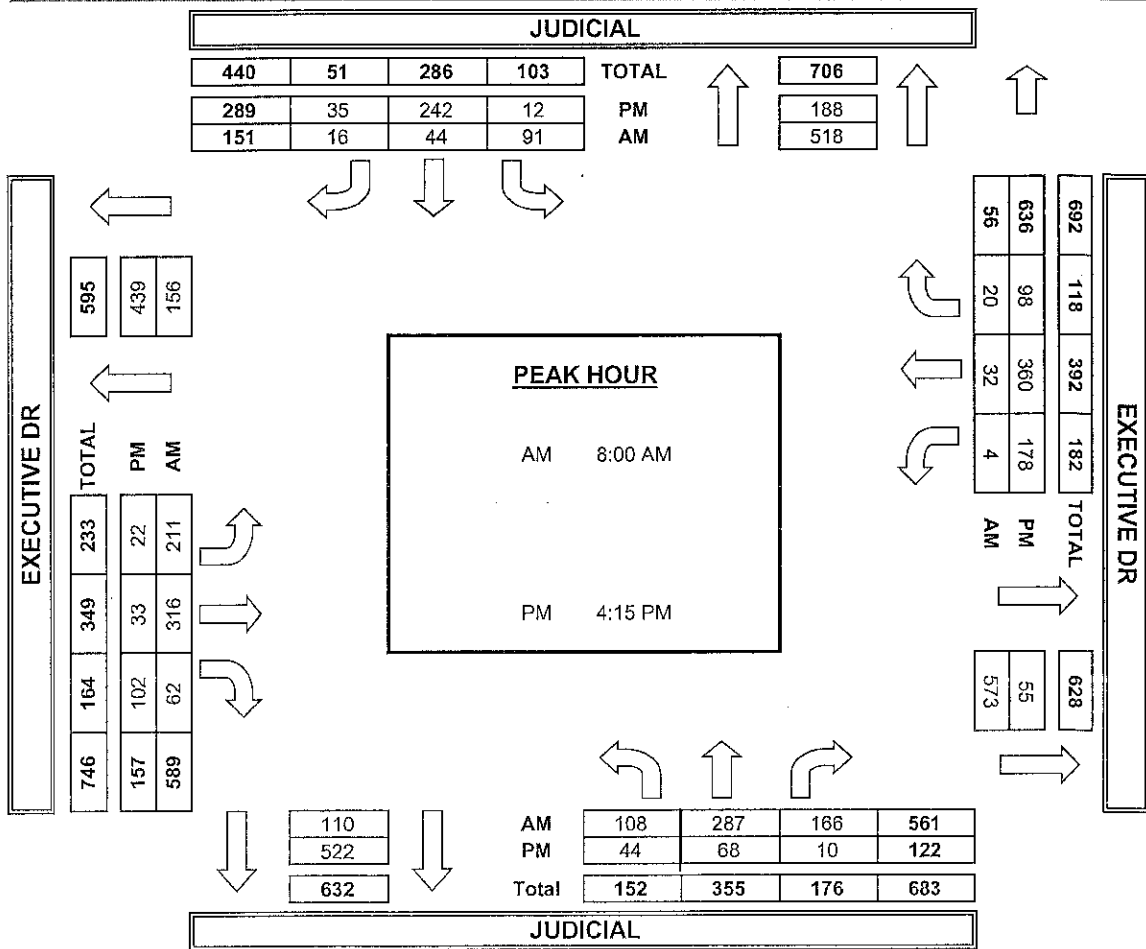 JUDICIAL
440 51 286 103 TOTAL 706
289 35 242 12 PM 188
151 16 44 91 AM 518
EXECUTIVE DR
595
439
156
TOTAL 233 349 164 746
PM 22 33 102 157
AM 211 316 62 589
PEAK HOUR
AM 8:00 AM
PM 4:15 PM
692 118 392 182 TOTAL
636 98 360 178 PM
56 20 32 4 AM
628
55
573
EXECUTIVE DR
110 AM 108 287 166 561
522 PM 44 68 10 122
632 Total 152 355 176 683
JUDICIAL